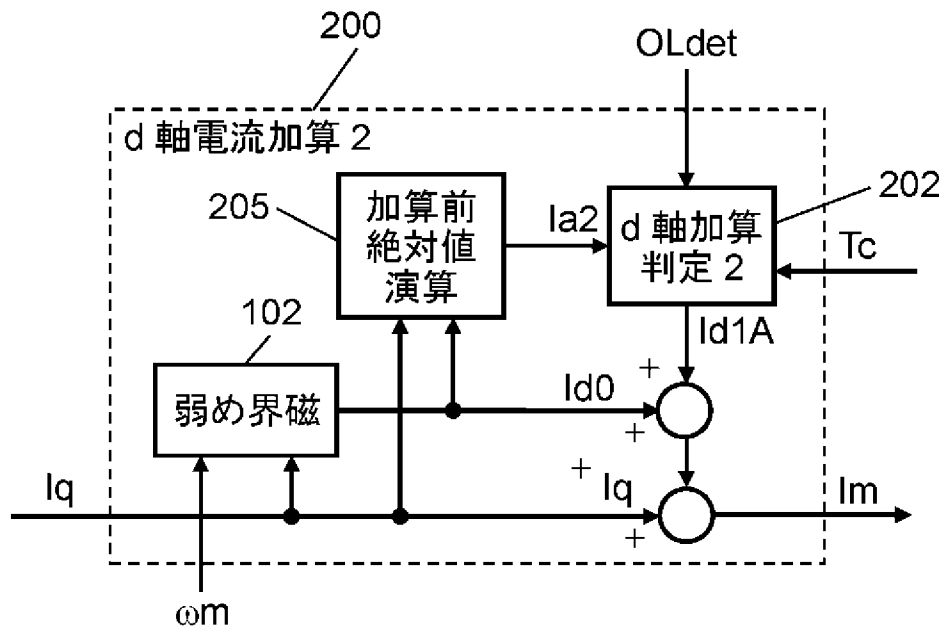 200
OLdet
d 軸電流加算 2
205
加算前
絶対値
演算
Ia2
d 軸加算
判定 2
202
Tc
102
弱め界磁
Id1A
+
Id0
+
+
Iq
Iq
+
Im
ωm